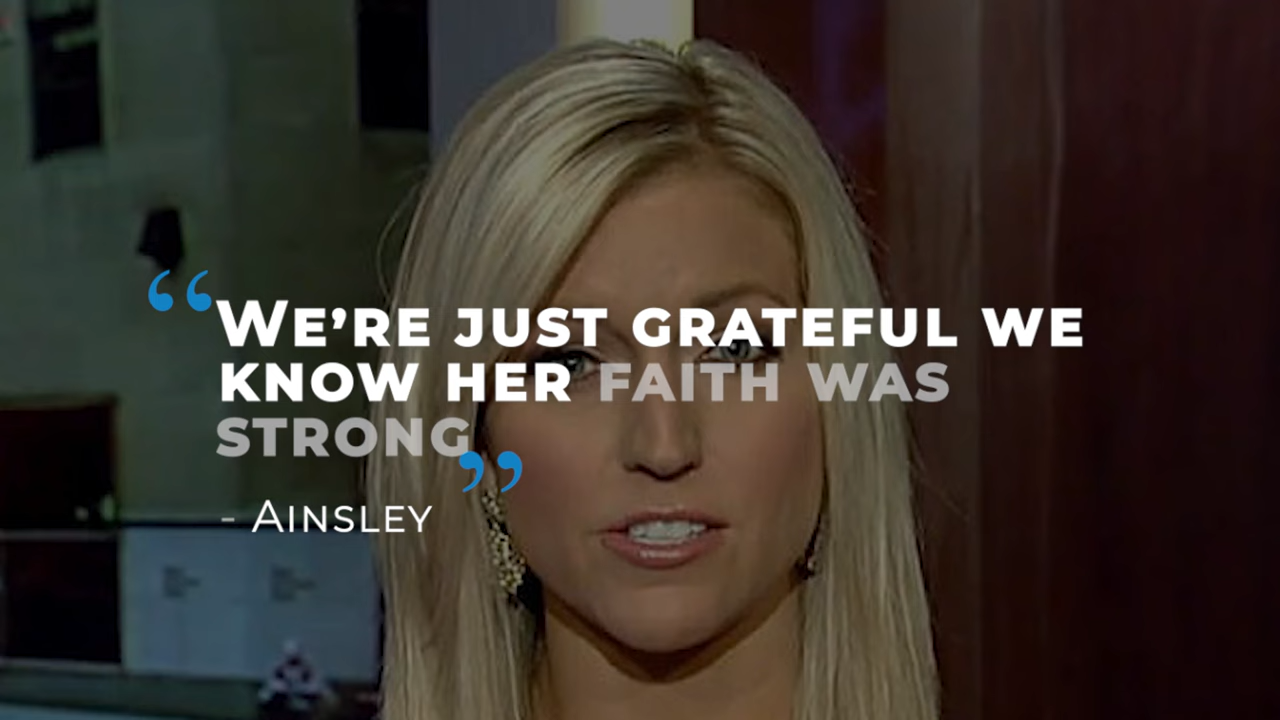 “We’re just grateful we
know her faith was
strong”
- Ainsley